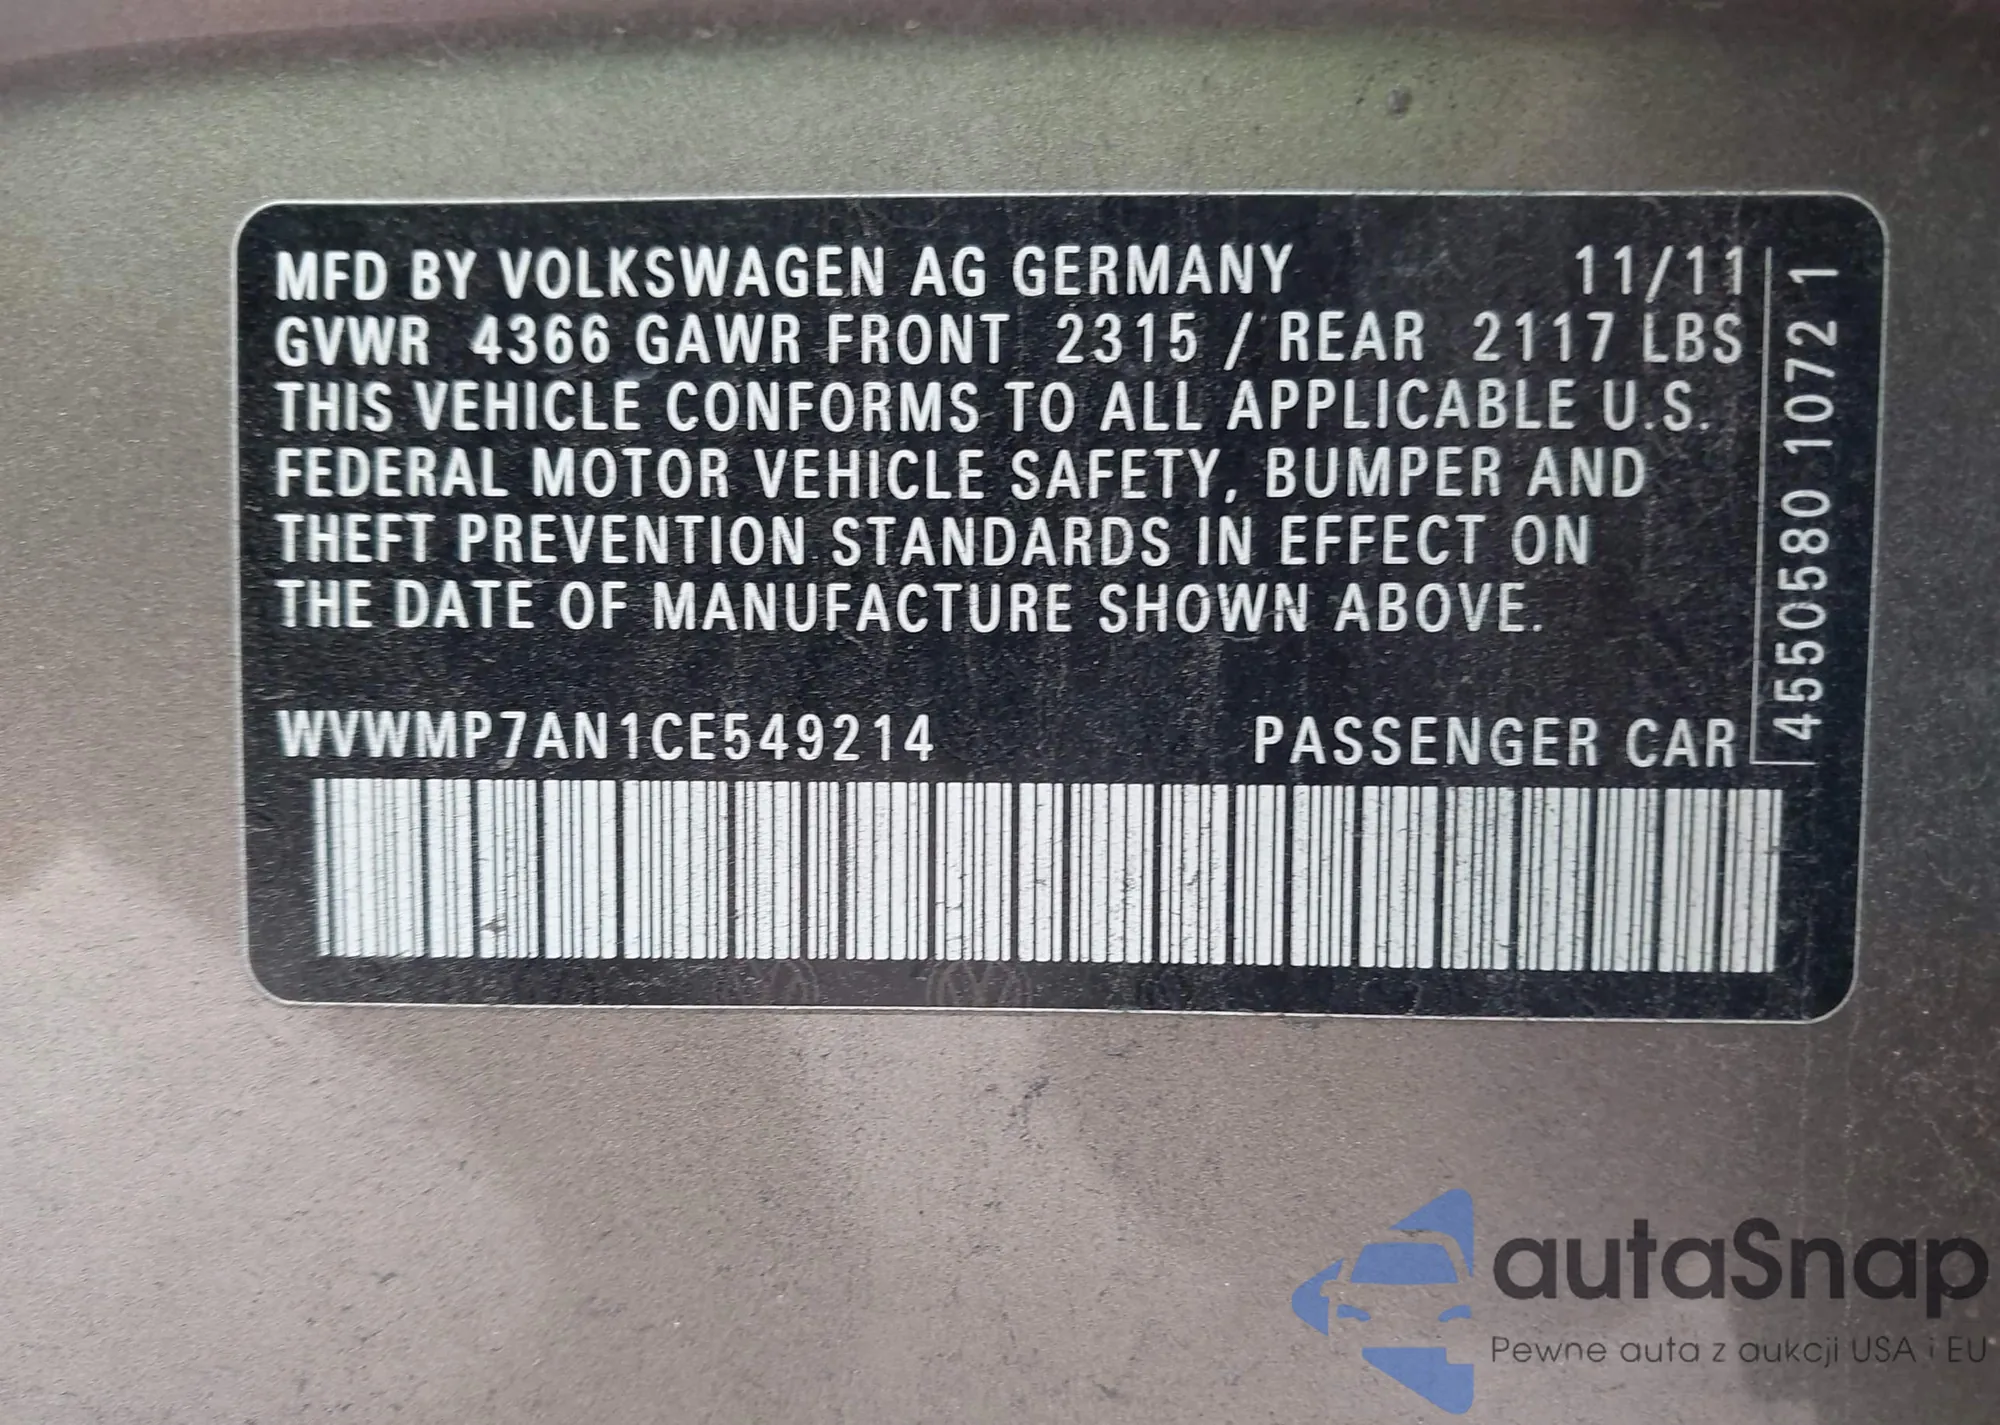 MFD BY VOLKSWAGEN AG GERMANY 11/11
GVWR 4366 GAWR FRONT 2315 / REAR 2117 LBS
THIS VEHICLE CONFORMS TO ALL APPLICABLE U.S.
FEDERAL MOTOR VEHICLE SAFETY, BUMPER AND
THEFT PREVENTION STANDARDS IN EFFECT ON
THE DATE OF MANUFACTURE SHOWN ABOVE.
WVWMP7AN1CE549214 PASSENGER CAR
4550580 1072 1
autaSnap
Pewne auta z aukcji USA i EU